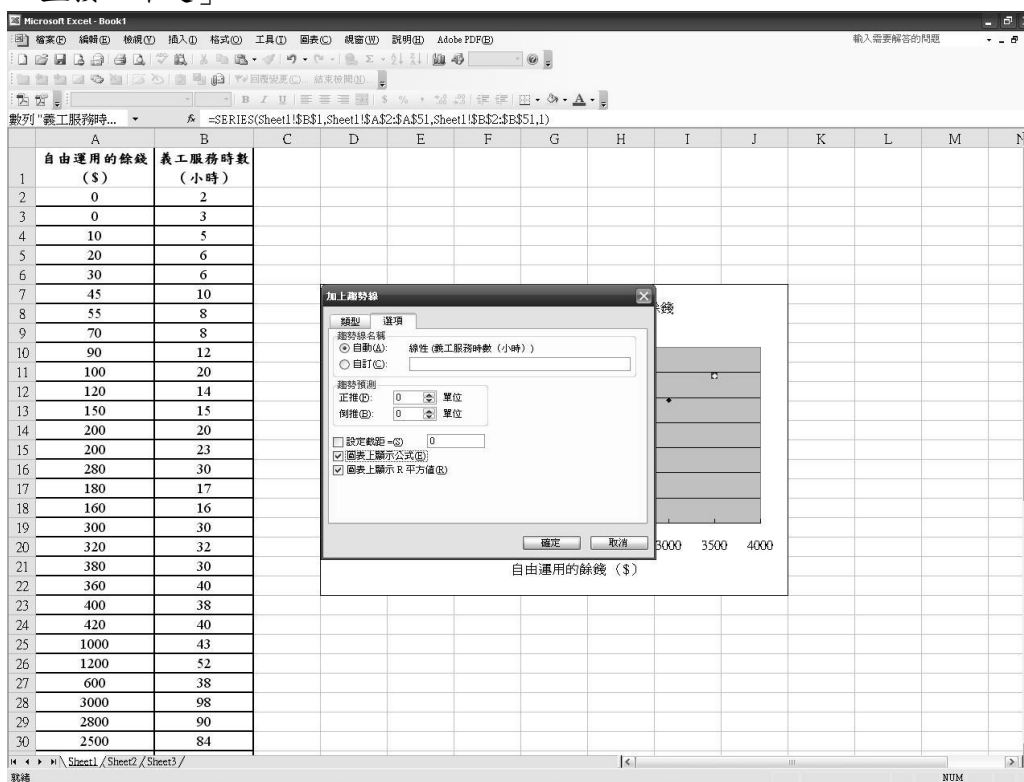 Microsoft Excel - Book1
檔案(F) 編輯(E) 檢視(V) 插入(I) 格式(O) 工具(T) 圖表(C) 視窗(W) 說明(H) Adobe PDF(B) 輸入需要解答的問題
回覆變更(C)... 結束檢閱(N)...
數列 "義工服務時... =SERIES(Sheet1!$B$1,Sheet1!$A$2:$A$51,Sheet1!$B$2:$B$51,1)
A B C D E F G H I J K L M N
1 自由運用的餘錢 ($) 義工服務時數 (小時)
2 0 2
3 0 3
4 10 5
5 20 6
6 30 6
7 45 10
8 55 8
9 70 8
10 90 12
11 100 20
12 120 14
13 150 15
14 200 20
15 200 23
16 280 30
17 180 17
18 160 16
19 300 30
20 320 32
21 380 30
22 360 40
23 400 38
24 420 40
25 1000 43
26 1200 52
27 600 38
28 3000 98
29 2800 90
30 2500 84
加上趨勢線
類型 選項
趨勢線名稱
自動(A): 線性 (義工服務時數 (小時) )
自訂(C):
趨勢預測
正推(F): 0 單位
倒推(B): 0 單位
設定截距 =(S) 0
圖表上顯示公式(E)
圖表上顯示 R 平方值(R)
確定 取消
餘錢
3000 3500 4000
自由運用的餘錢 ($)
Sheet1 Sheet2 Sheet3
就緒 NUM